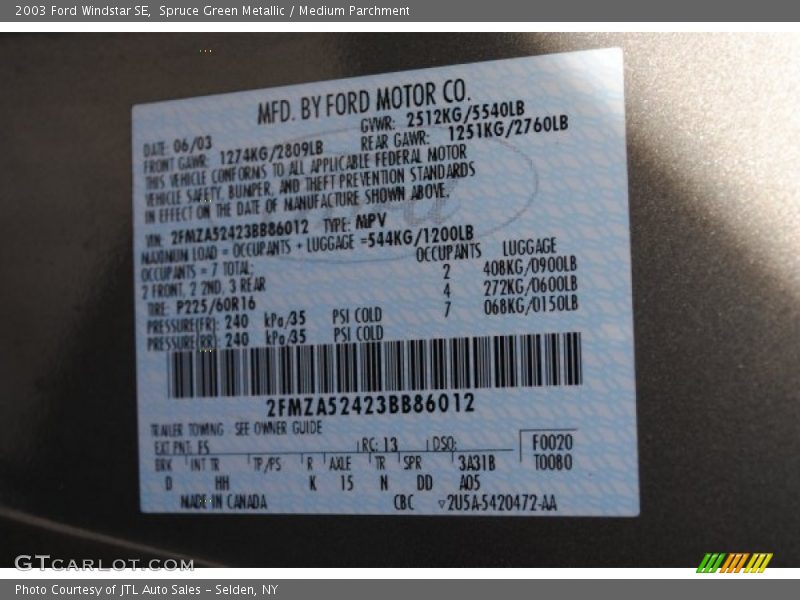 2003 Ford Windstar SE, Spruce Green Metallic / Medium Parchment
MFD. BY FORD MOTOR CO.
DATE: 06/03 GVWR: 2512KG/5540LB
FRONT GAWR: 1274KG/2809LB REAR GAWR: 1251KG/2760LB
THIS VEHICLE CONFORMS TO ALL APPLICABLE FEDERAL MOTOR
VEHICLE SAFETY, BUMPER, AND THEFT PREVENTION STANDARDS
IN EFFECT ON THE DATE OF MANUFACTURE SHOWN ABOVE.
VIN: 2FMZA52423BB86012 TYPE: MPV
MAXIMUM LOAD = OCCUPANTS + LUGGAGE =544KG/1200LB
OCCUPANTS = 7 TOTAL; OCCUPANTS LUGGAGE
2 FRONT, 2 2ND, 3 REAR 2 408KG/0900LB
4 272KG/0600LB
TIRE: P225/60R16 7 068KG/0150LB
PRESSURE(FR): 240 kPa/35 PSI COLD
PRESSURE(RR): 240 kPa/35 PSI COLD
2FMZA52423BB86012
TRAILER TOWING - SEE OWNER GUIDE
EXT PNT: FS RC: 13 DSO: F0020
BRK INT TR TP/PS R AXLE TR SPR 3A31B T0080
D HH K 15 N DD A05
MADE IN CANADA CBC ▿2U5A-5420472-AA
GTCARLOT.COM
Photo Courtesy of JTL Auto Sales - Selden, NY